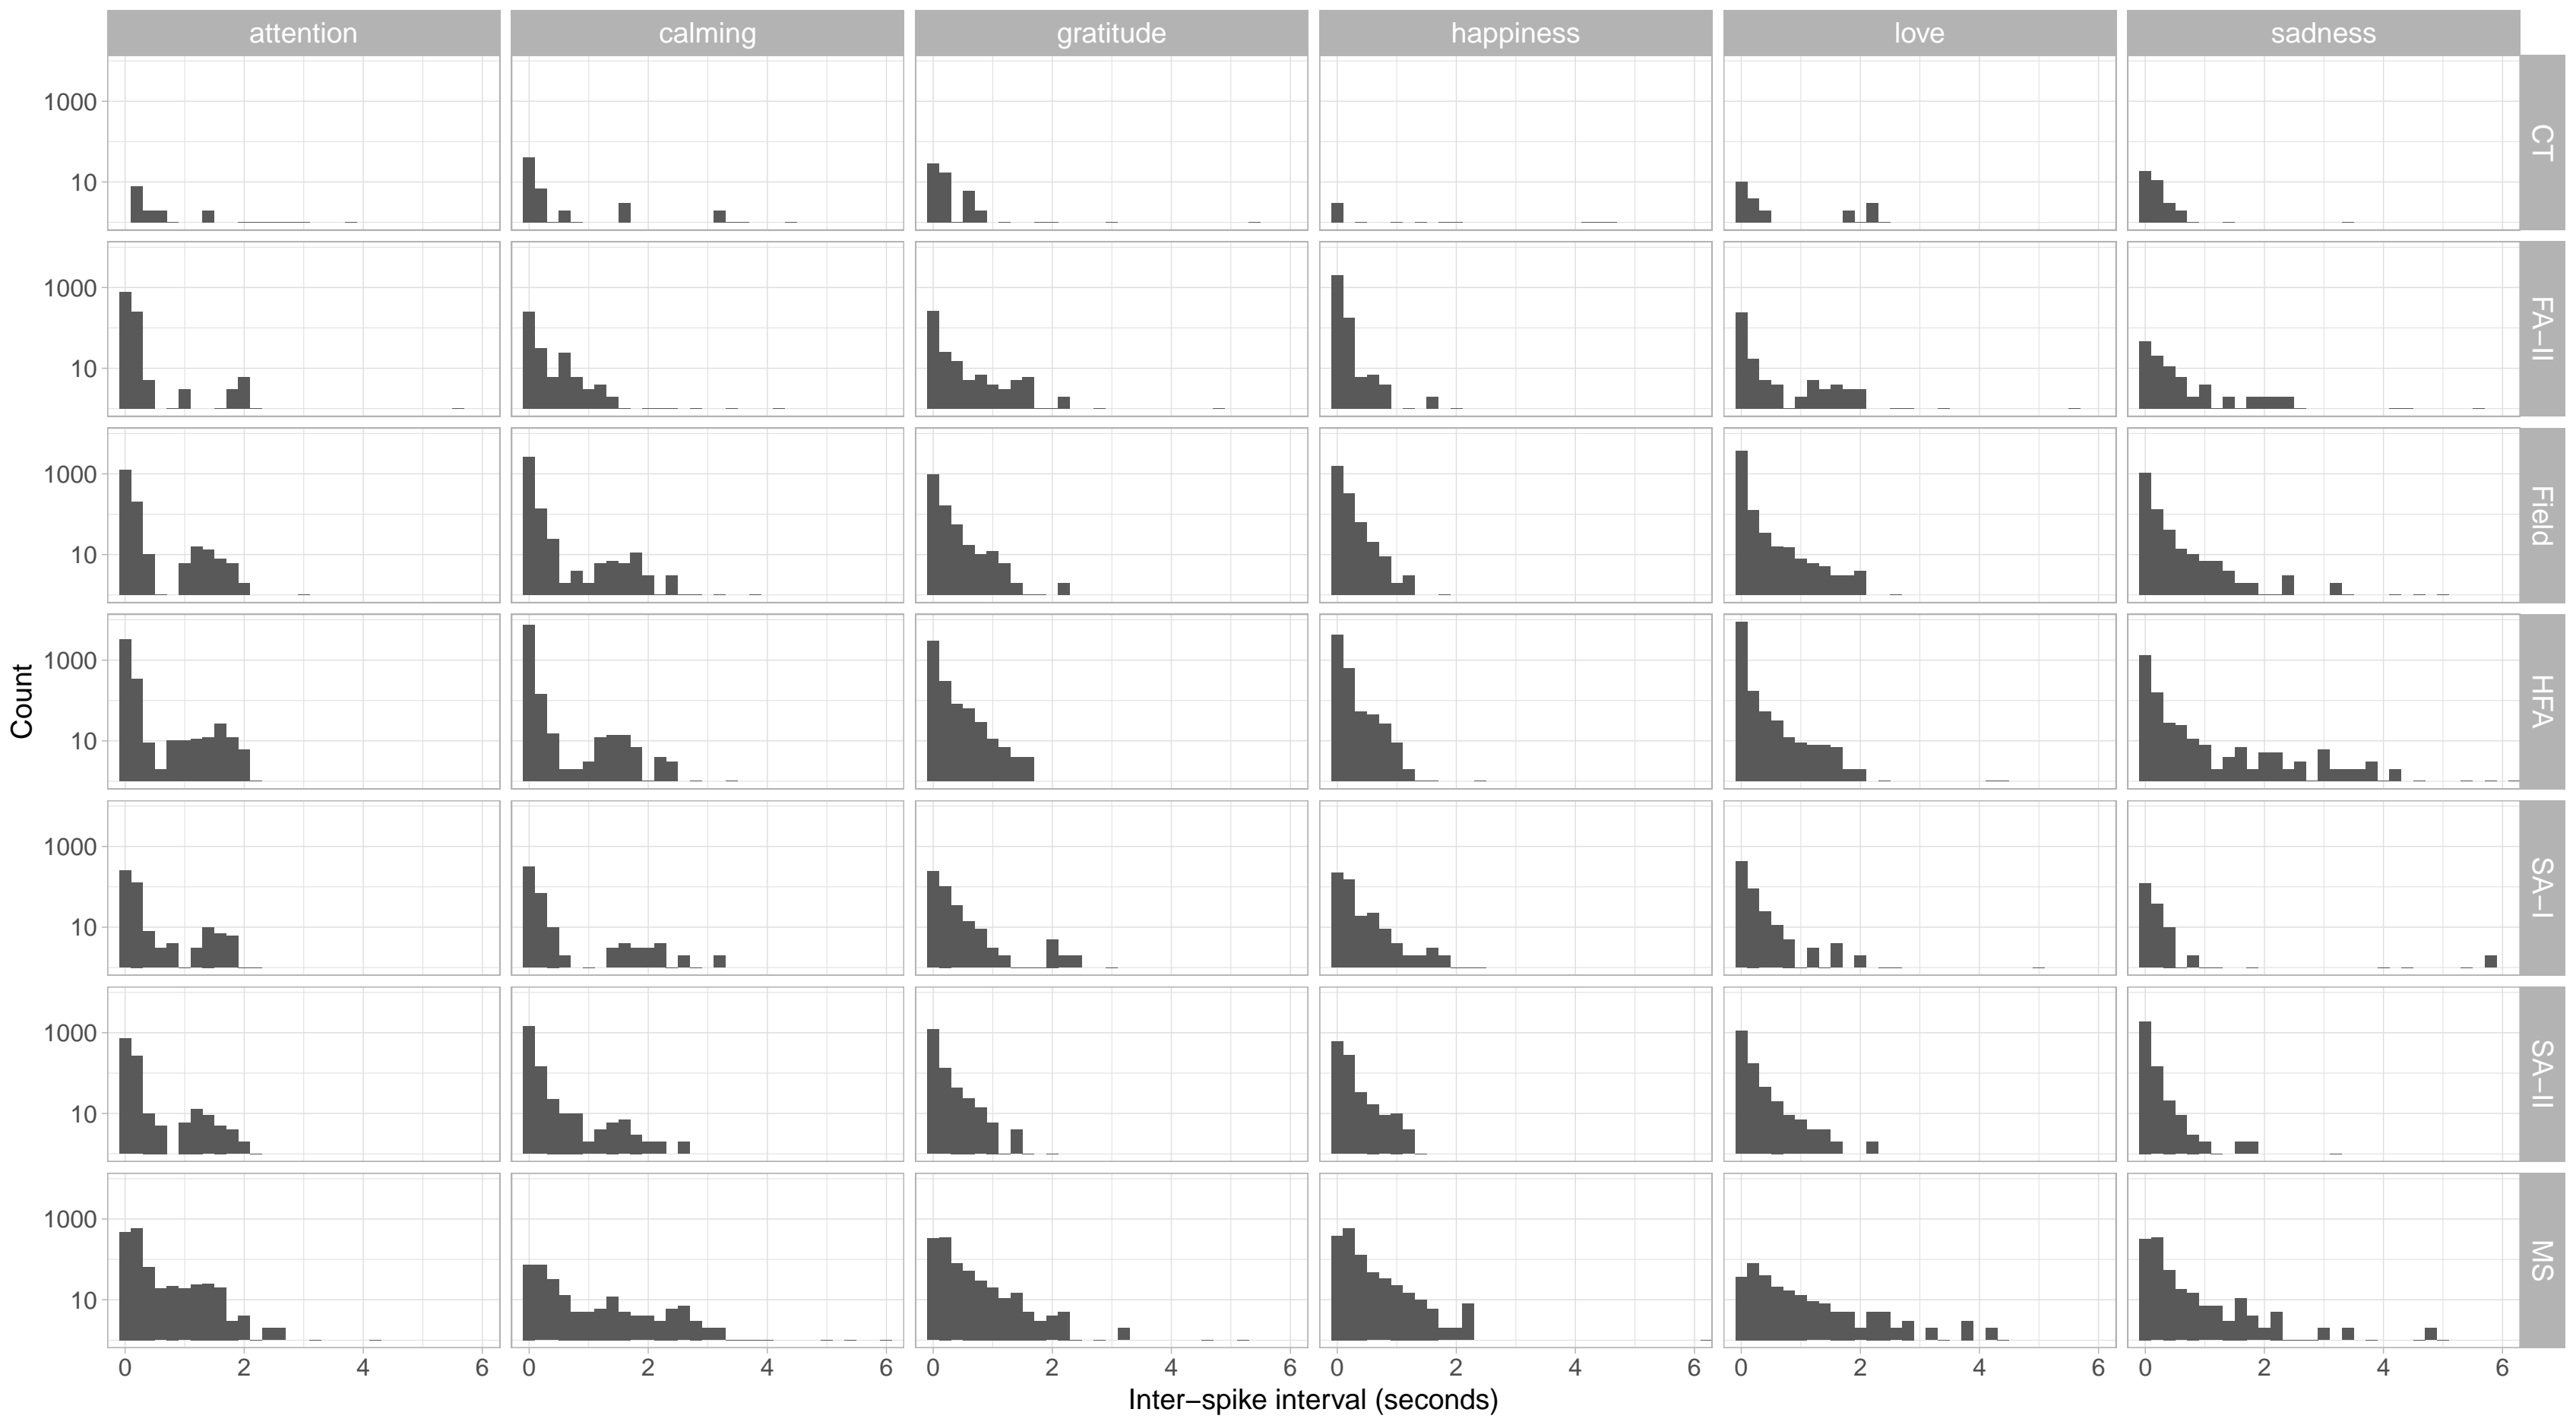 attention calming gratitude happiness love sadness
1000
10
CT
1000
10
FA−II
1000
10
Field
1000
10
HFA
1000
10
SA−I
1000
10
SA−II
1000
10
MS
Count
0 2 4 6 0 2 4 6 0 2 4 6 0 2 4 6 0 2 4 6 0 2 4 6
Inter−spike interval (seconds)